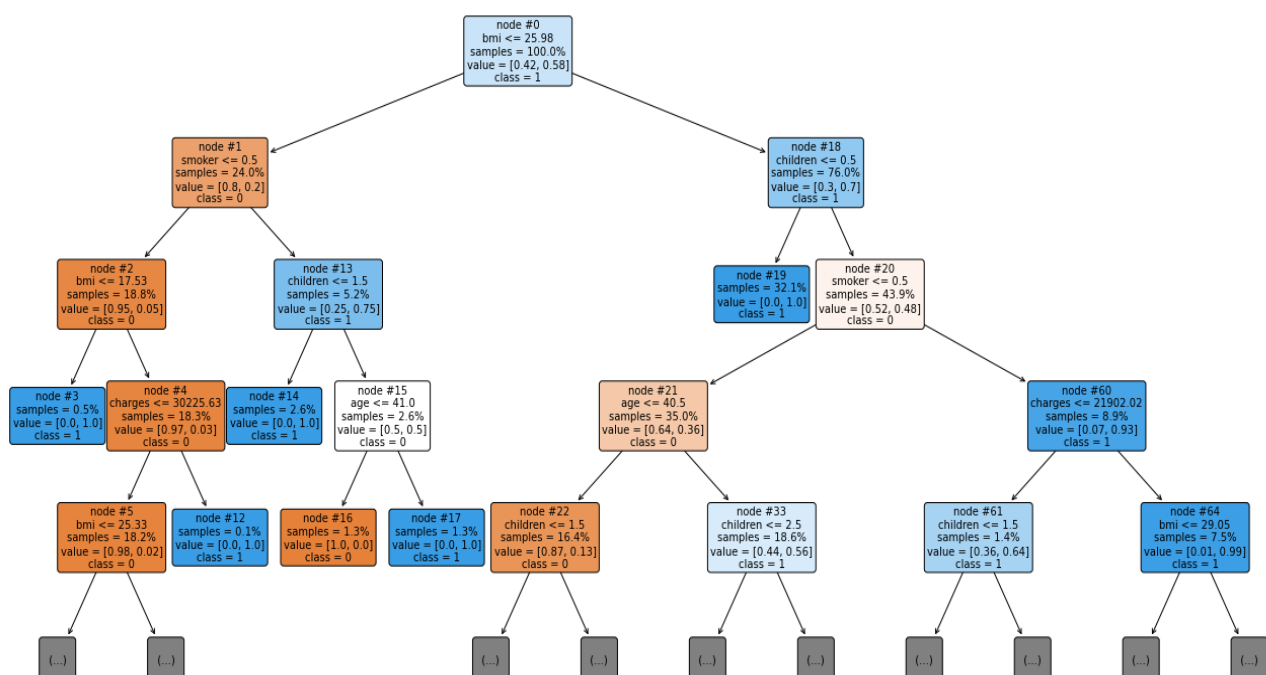 node #0
bmi <= 25.98
samples = 100.0%
value = [0.42, 0.58]
class = 1
node #1
smoker <= 0.5
samples = 24.0%
value = [0.8, 0.2]
class = 0
node #18
children <= 0.5
samples = 76.0%
value = [0.3, 0.7]
class = 1
node #2
bmi <= 17.53
samples = 18.8%
value = [0.95, 0.05]
class = 0
node #13
children <= 1.5
samples = 5.2%
value = [0.25, 0.75]
class = 1
node #19
samples = 32.1%
value = [0.0, 1.0]
class = 1
node #20
smoker <= 0.5
samples = 43.9%
value = [0.52, 0.48]
class = 0
node #3
samples = 0.5%
value = [0.0, 1.0]
class = 1
node #4
charges <= 30225.63
samples = 18.3%
value = [0.97, 0.03]
class = 0
node #14
samples = 2.6%
value = [0.0, 1.0]
class = 1
node #15
age <= 41.0
samples = 2.6%
value = [0.5, 0.5]
class = 0
node #21
age <= 40.5
samples = 35.0%
value = [0.64, 0.36]
class = 0
node #60
charges <= 21902.02
samples = 8.9%
value = [0.07, 0.93]
class = 1
node #5
bmi <= 25.33
samples = 18.2%
value = [0.98, 0.02]
class = 0
node #12
samples = 0.1%
value = [0.0, 1.0]
class = 1
node #16
samples = 1.3%
value = [1.0, 0.0]
class = 0
node #17
samples = 1.3%
value = [0.0, 1.0]
class = 1
node #22
children <= 1.5
samples = 16.4%
value = [0.87, 0.13]
class = 0
node #33
children <= 2.5
samples = 18.6%
value = [0.44, 0.56]
class = 1
node #61
children <= 1.5
samples = 1.4%
value = [0.36, 0.64]
class = 1
node #64
bmi <= 29.05
samples = 7.5%
value = [0.01, 0.99]
class = 1
(...)
(...)
(...)
(...)
(...)
(...)
(...)
(...)
(...)
(...)